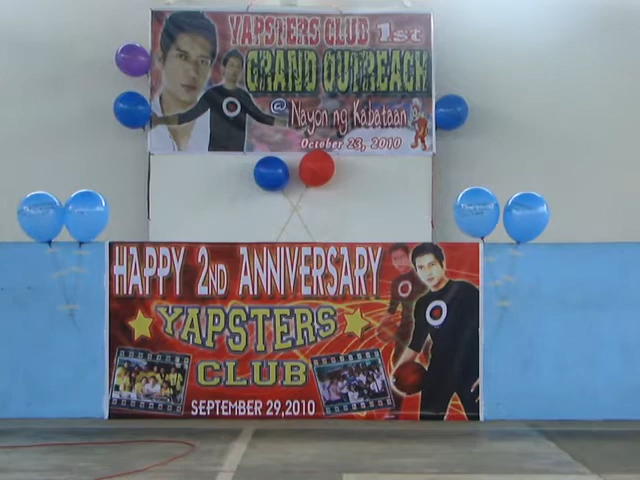 YAPSTERS CLUB 1st
GRAND OUTREACH
@ Nayon ng Kabataan
October 23, 2010
HAPPY 2ND ANNIVERSARY
YAPSTERS
CLUB
SEPTEMBER 29,2010